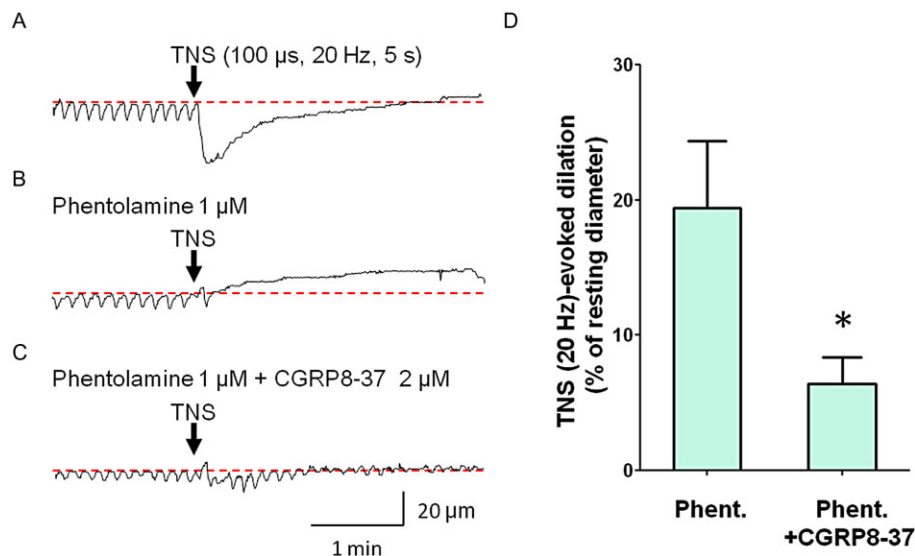 A
TNS (100 µs, 20 Hz, 5 s)
B
Phentolamine 1 µM
TNS
C
Phentolamine 1 µM + CGRP8-37 2 µM
TNS
20 µm
1 min
D
TNS (20 Hz)-evoked dilation
(% of resting diameter)
30
20
10
0
*
Phent.
Phent.
+CGRP8-37